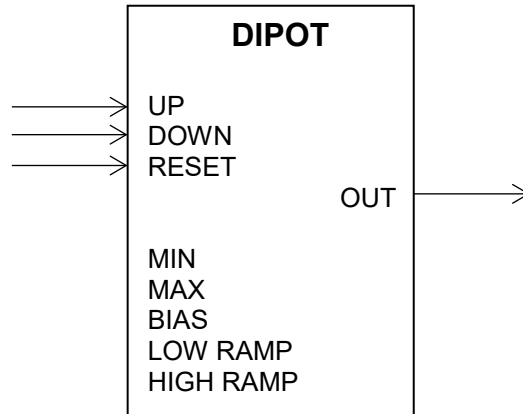 DIPOT
UP
DOWN
RESET
OUT
MIN
MAX
BIAS
LOW RAMP
HIGH RAMP